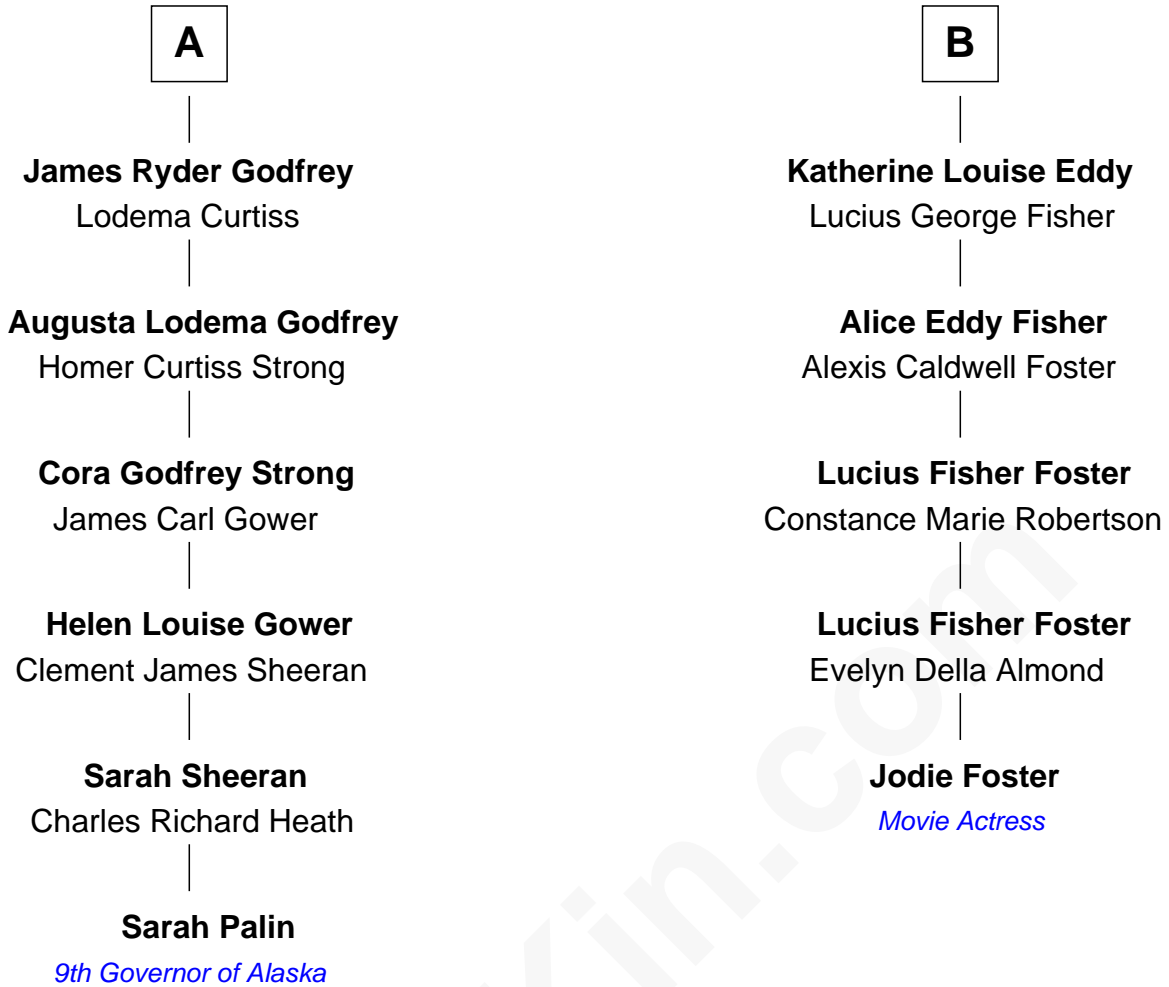 A
James Ryder Godfrey
Lodema Curtiss
Augusta Lodema Godfrey
Homer Curtiss Strong
Cora Godfrey Strong
James Carl Gower
Helen Louise Gower
Clement James Sheeran
Sarah Sheeran
Charles Richard Heath
Sarah Palin
9th Governor of Alaska
B
Katherine Louise Eddy
Lucius George Fisher
Alice Eddy Fisher
Alexis Caldwell Foster
Lucius Fisher Foster
Constance Marie Robertson
Lucius Fisher Foster
Evelyn Della Almond
Jodie Foster
Movie Actress
Kin.com